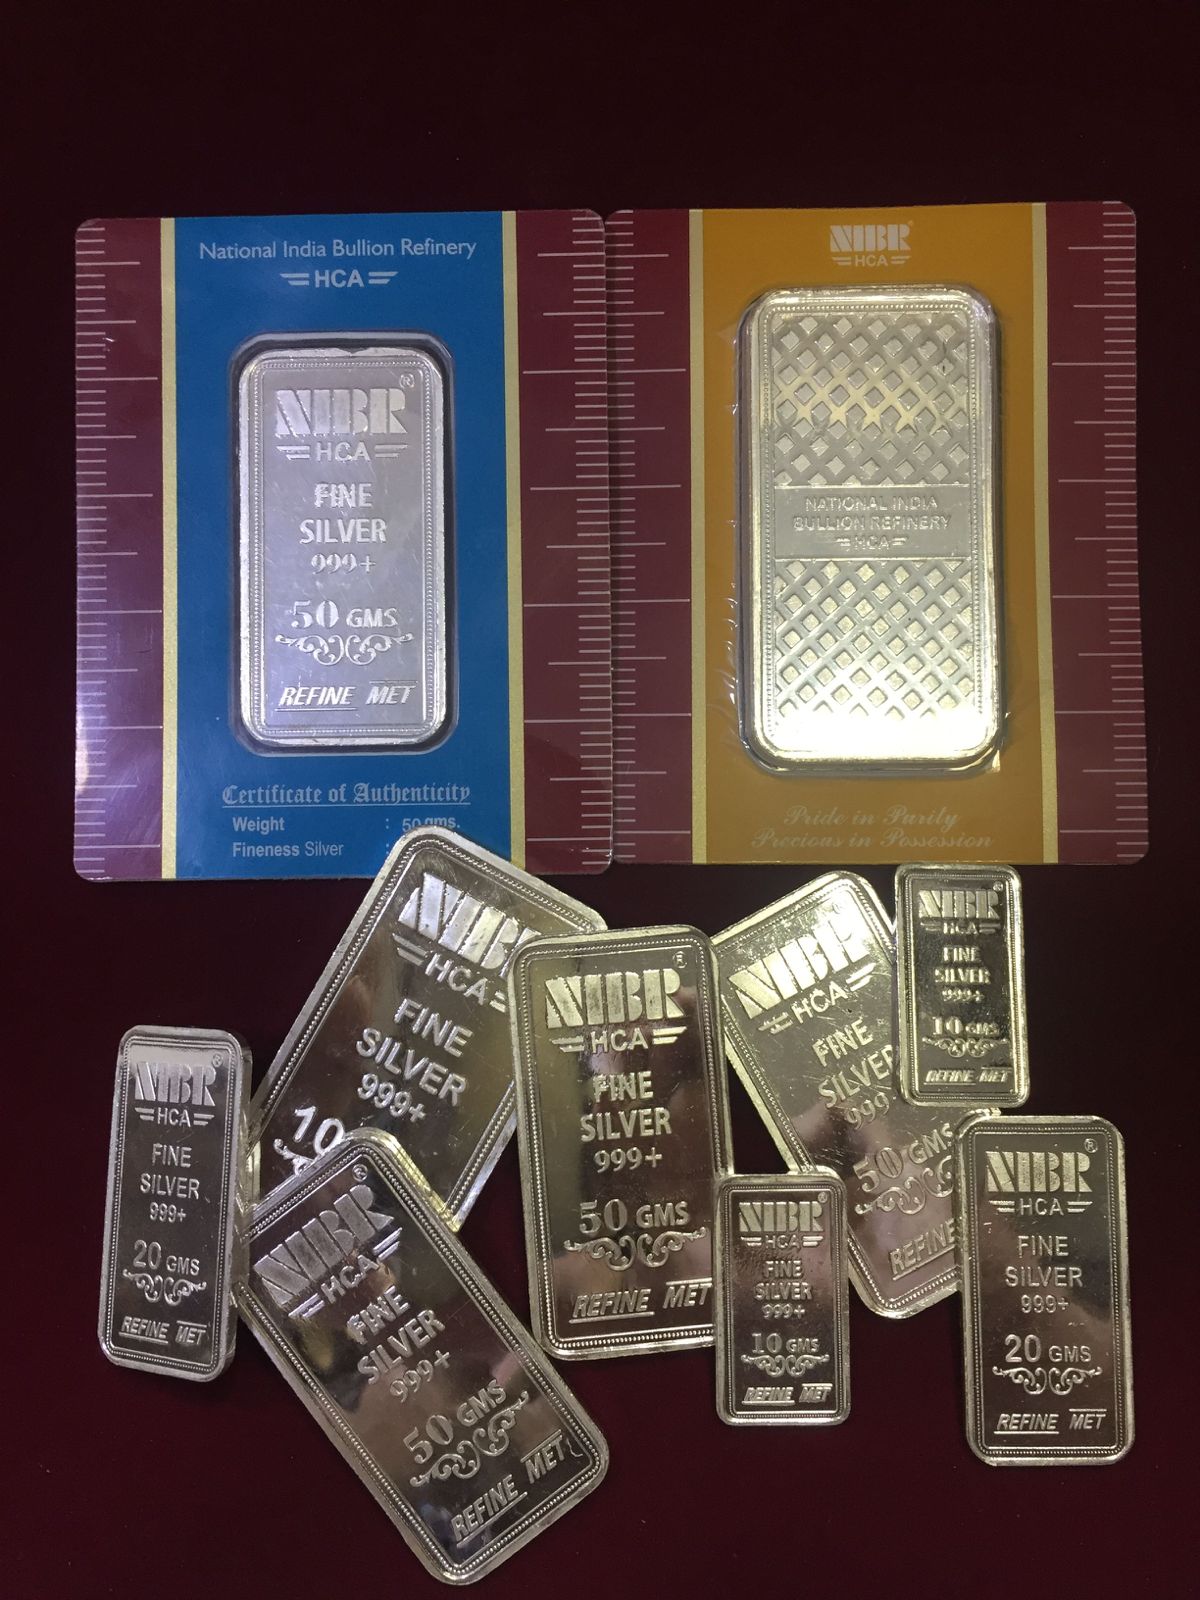 National India Bullion Refinery
HCA
NIBR®
HCA
FINE
SILVER
999+
50 GMS
REFINE MET
Certificate of Authenticity
Weight : 50 gms.
Fineness Silver :
NIBR®
HCA
NATIONAL INDIA
BULLION REFINERY
HCA
Pride in Purity
Precious in Possession
NIBR
HCA
FINE
SILVER
999+
10
NIBR®
HCA
FINE
SILVER
999+
50 GMS
REFINE MET
NIBR
HCA
FINE
SILVER
999
50 GMS
REFINE
NIBR®
HCA
FINE
SILVER
999+
10 GMS
REFINE MET
NIBR®
HCA
FINE
SILVER
999+
20 GMS
REFINE MET
NIBR®
HCA
FINE
SILVER
999+
50 GMS
REFINE MET
NIBR®
HCA
FINE
SILVER
999+
10 GMS
REFINE MET
NIBR®
HCA
FINE
SILVER
999+
20 GMS
REFINE MET